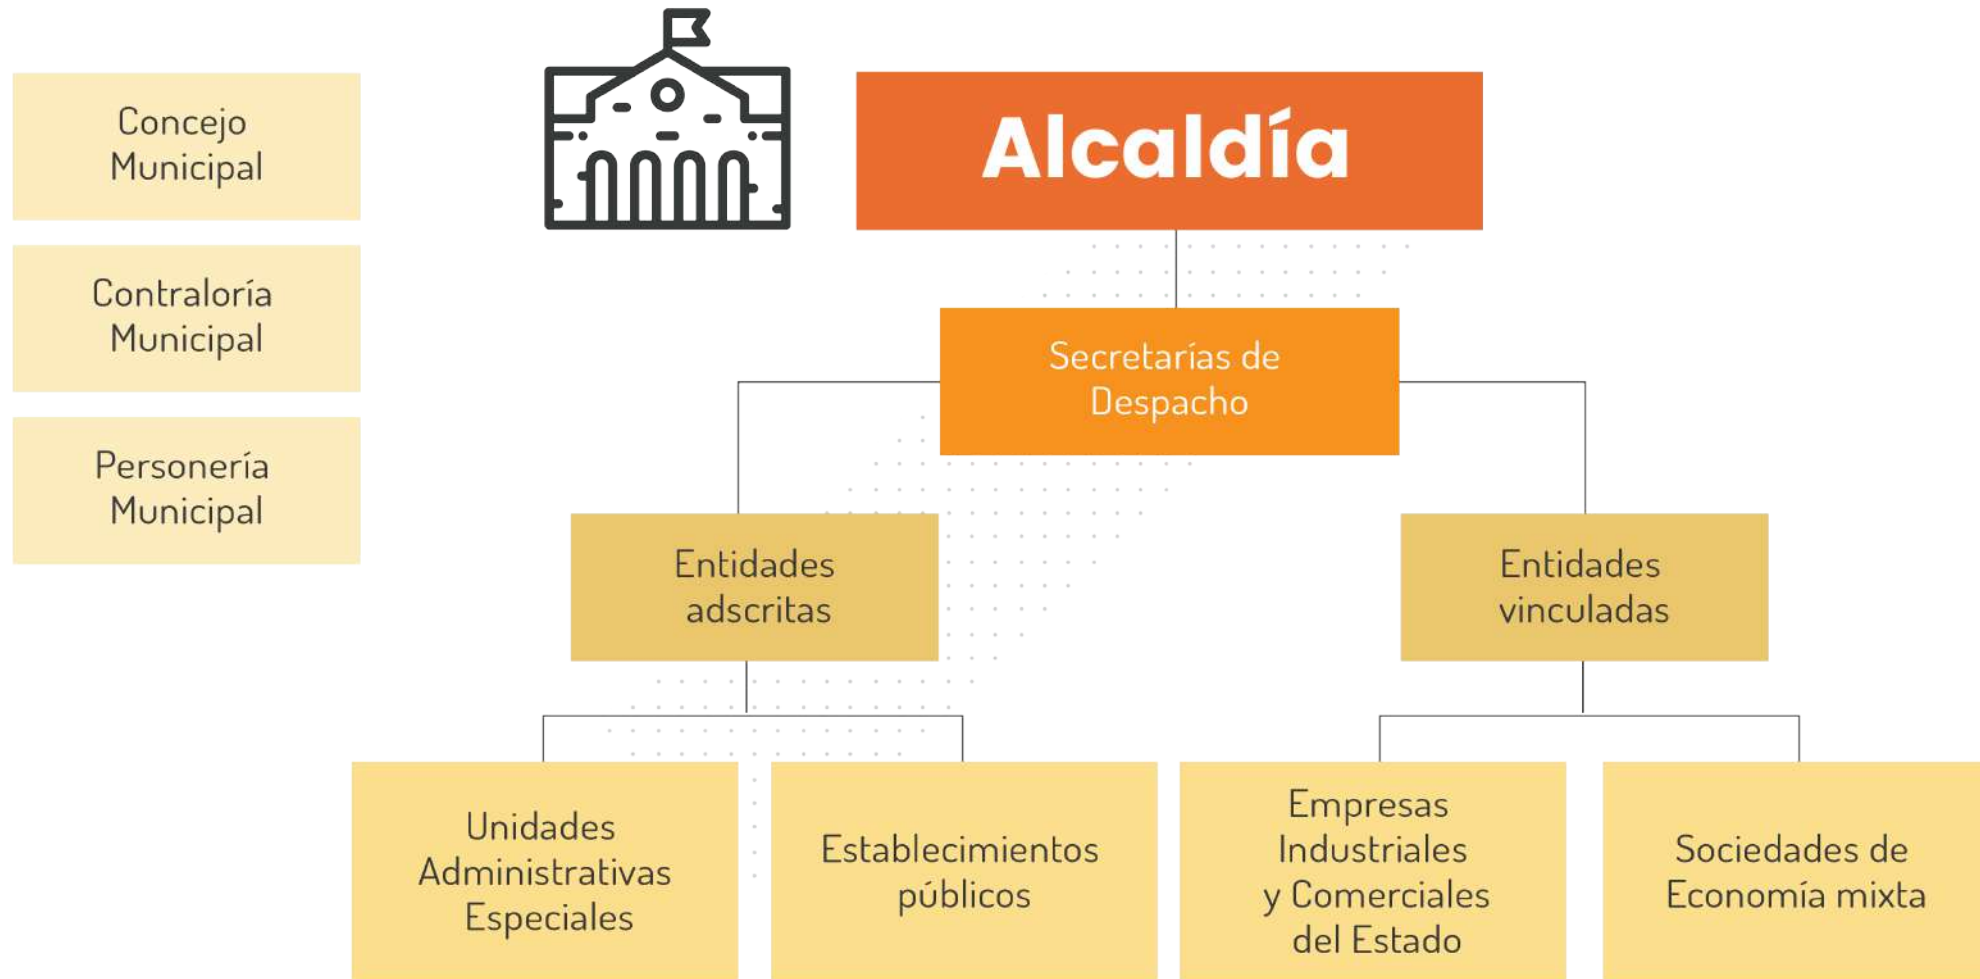 Concejo
Municipal
Contraloría
Municipal
Personería
Municipal
Alcaldía
Secretarías de
Despacho
Entidades
adscritas
Entidades
vinculadas
Unidades
Administrativas
Especiales
Establecimientos
públicos
Empresas
Industriales
y Comerciales
del Estado
Sociedades de
Economía mixta